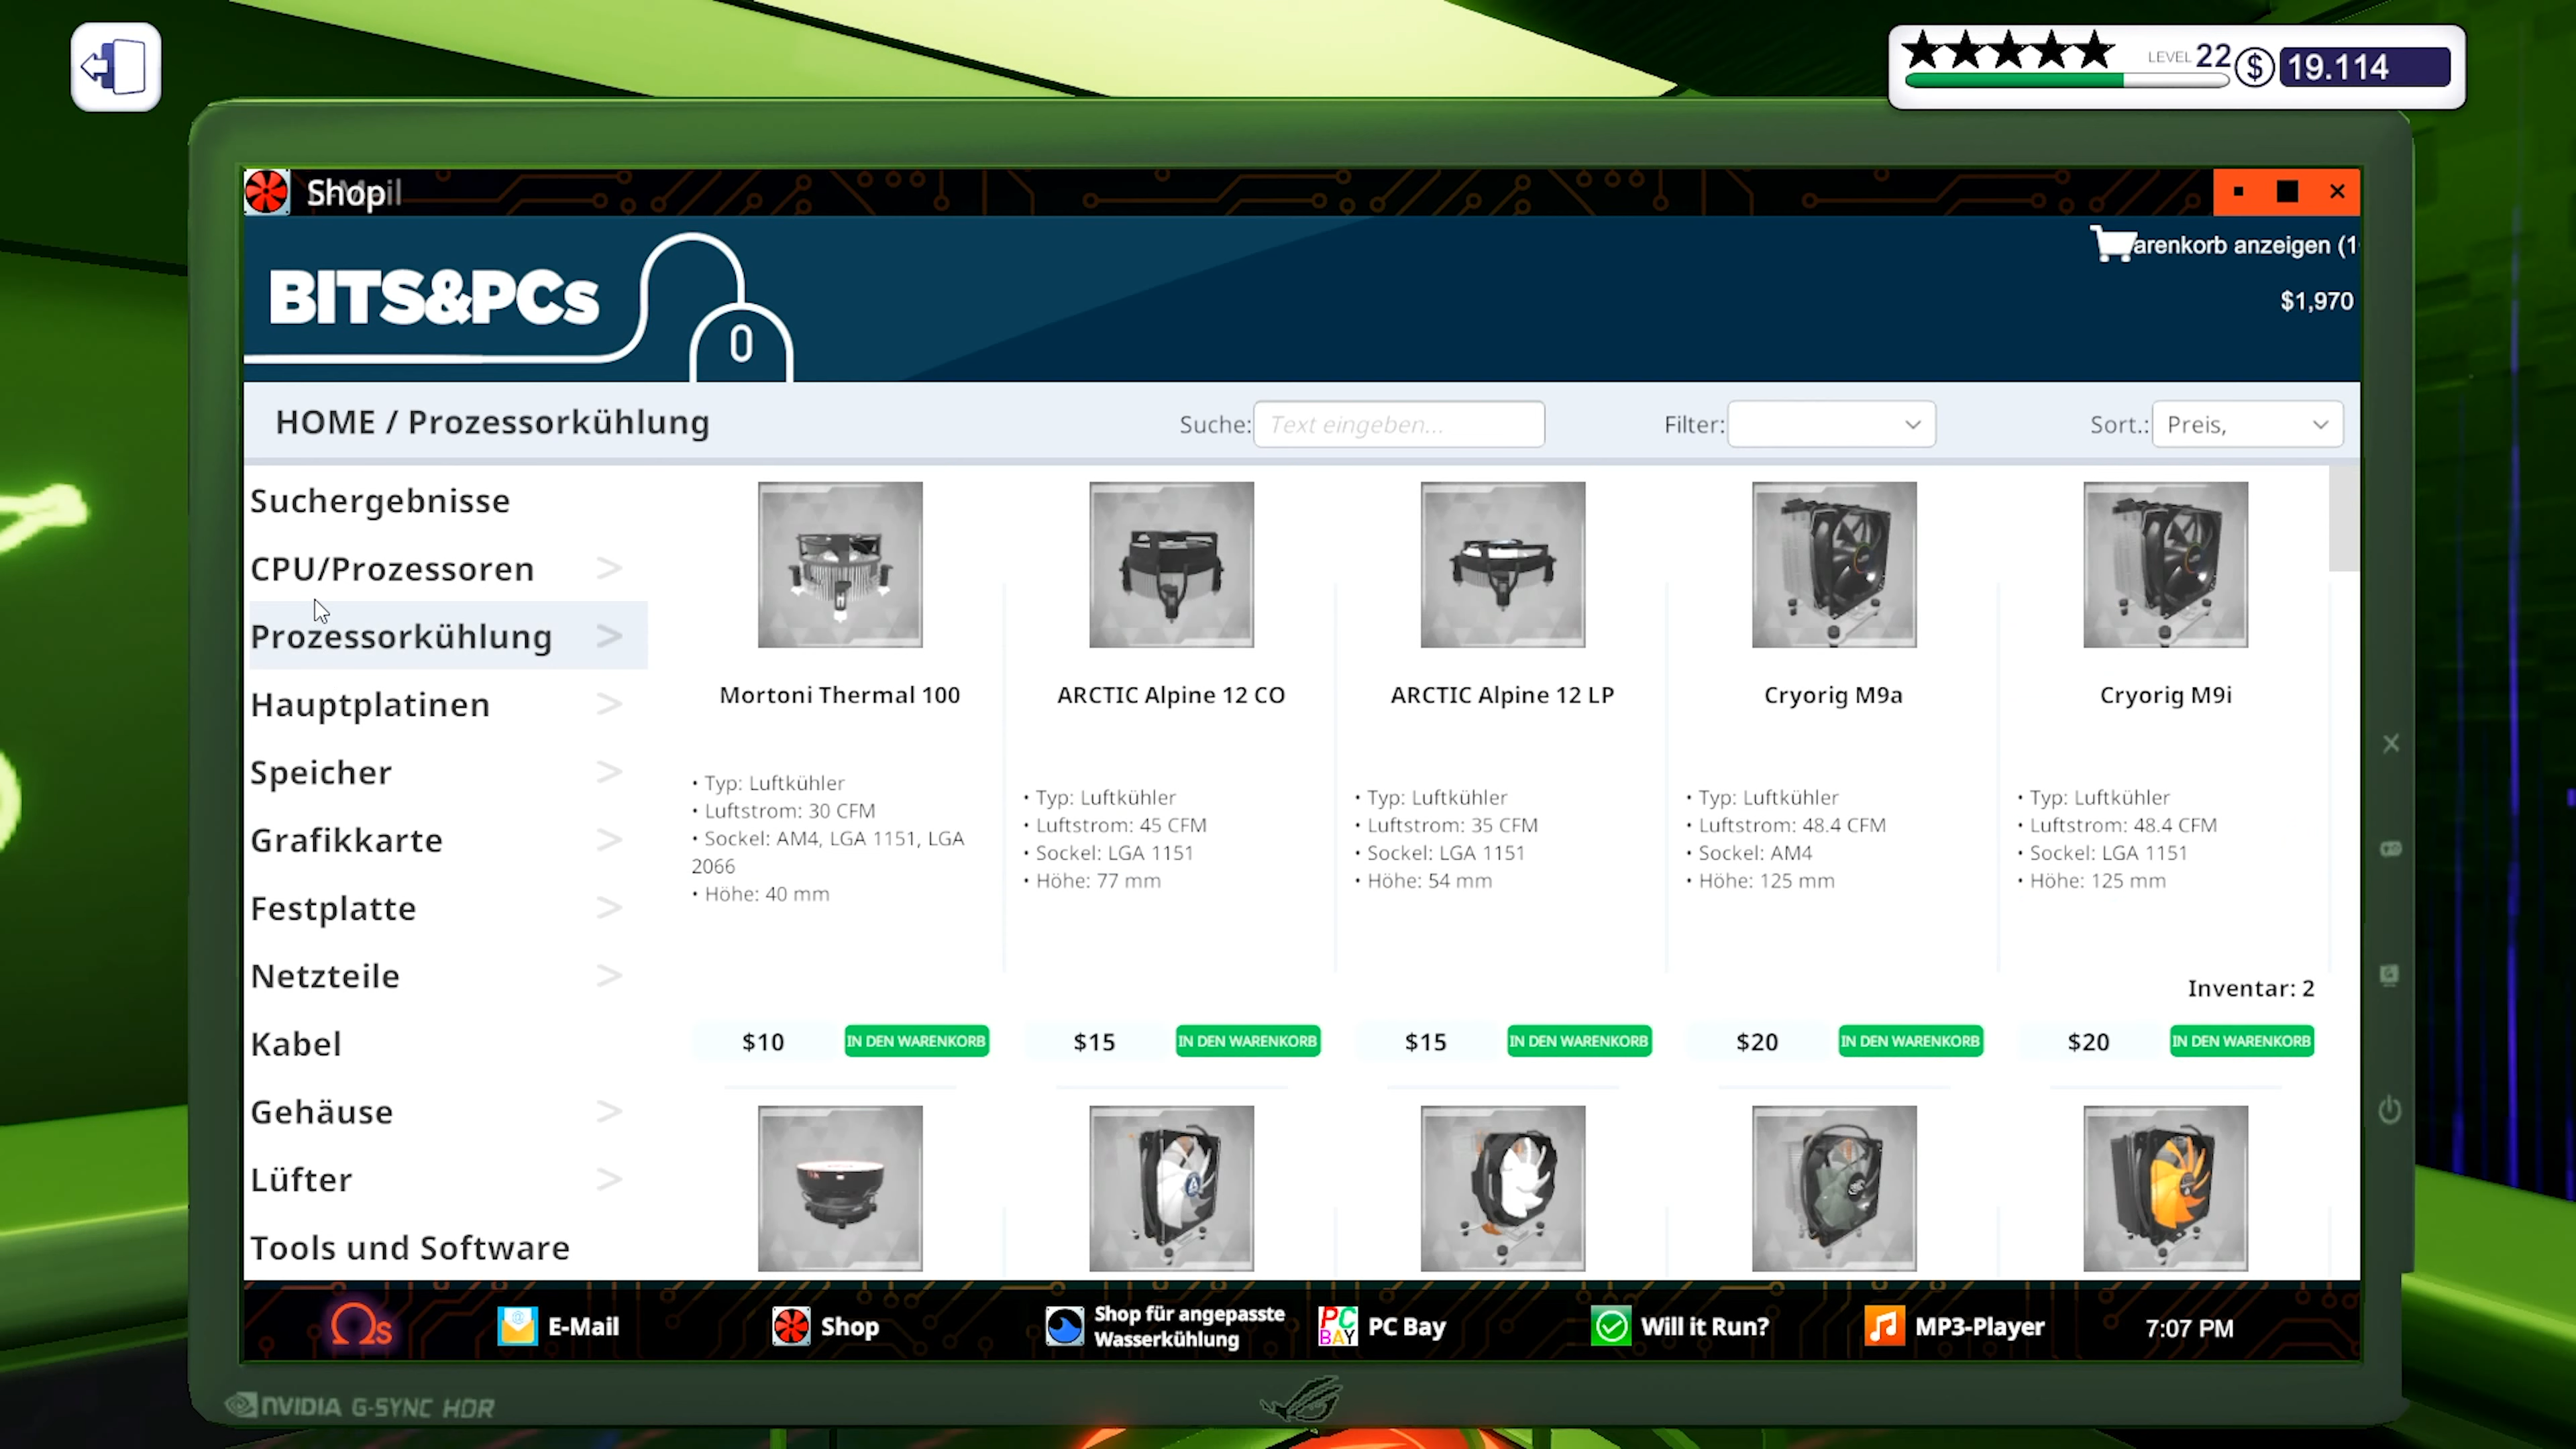 LEVEL 22 $ 19.114
Shop
arenkorb anzeigen (1
$1,970
BITS&PCs
HOME / Prozessorkühlung
Suche: Text eingeben...
Filter:
Sort.: Preis,
Suchergebnisse
CPU/Prozessoren >
Prozessorkühlung >
Hauptplatinen >
Speicher >
Grafikkarte >
Festplatte >
Netzteile >
Kabel
Gehäuse >
Lüfter >
Tools und Software
Mortoni Thermal 100
• Typ: Luftkühler
• Luftstrom: 30 CFM
• Sockel: AM4, LGA 1151, LGA
2066
• Höhe: 40 mm
$10 IN DEN WARENKORB
ARCTIC Alpine 12 CO
• Typ: Luftkühler
• Luftstrom: 45 CFM
• Sockel: LGA 1151
• Höhe: 77 mm
$15 IN DEN WARENKORB
ARCTIC Alpine 12 LP
• Typ: Luftkühler
• Luftstrom: 35 CFM
• Sockel: LGA 1151
• Höhe: 54 mm
$15 IN DEN WARENKORB
Cryorig M9a
• Typ: Luftkühler
• Luftstrom: 48.4 CFM
• Sockel: AM4
• Höhe: 125 mm
$20 IN DEN WARENKORB
Cryorig M9i
• Typ: Luftkühler
• Luftstrom: 48.4 CFM
• Sockel: LGA 1151
• Höhe: 125 mm
Inventar: 2
$20 IN DEN WARENKORB
Ωs
E-Mail
Shop
Shop für angepasste
Wasserkühlung
PC
BAY
PC Bay
Will it Run?
MP3-Player
7:07 PM
NVIDIA G-SYNC HDR